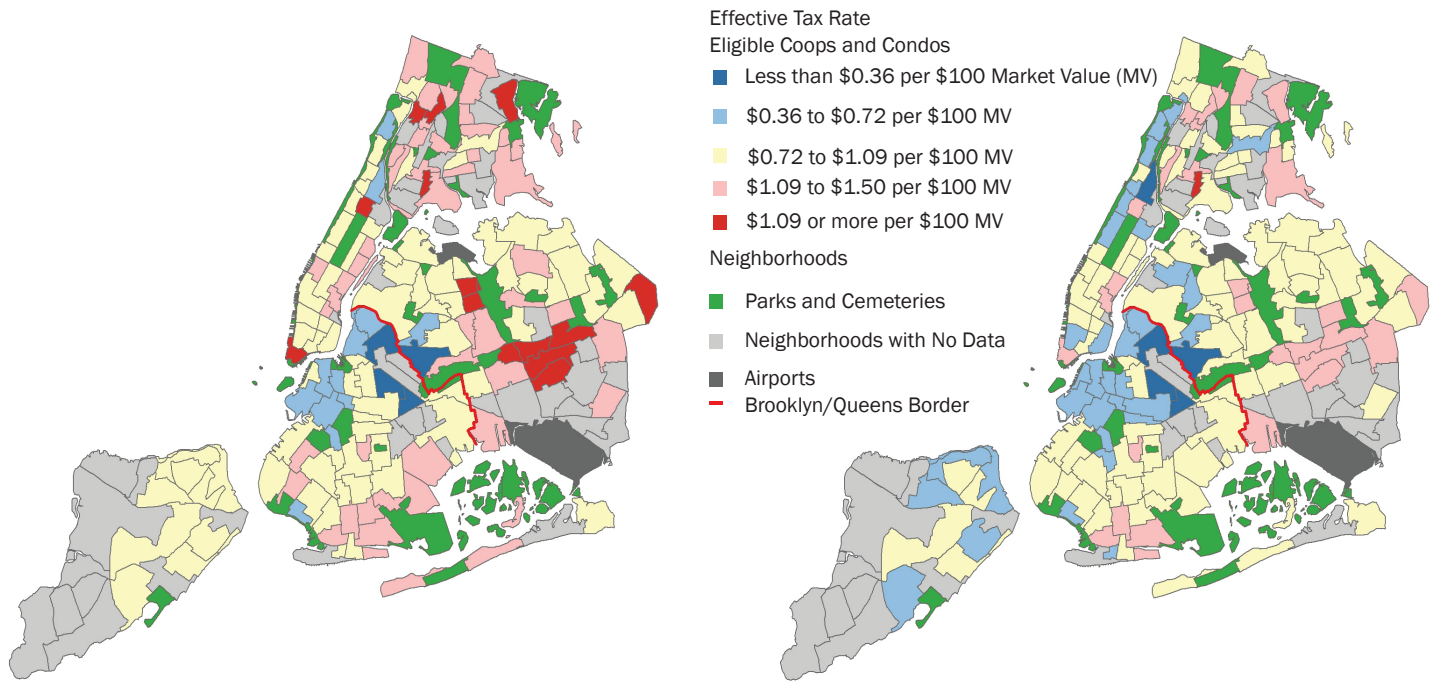 Effective Tax Rate
Eligible Coops and Condos
Less than $0.36 per $100 Market Value (MV)
$0.36 to $0.72 per $100 MV
$0.72 to $1.09 per $100 MV
$1.09 to $1.50 per $100 MV
$1.09 or more per $100 MV
Neighborhoods
Parks and Cemeteries
Neighborhoods with No Data
Airports
Brooklyn/Queens Border